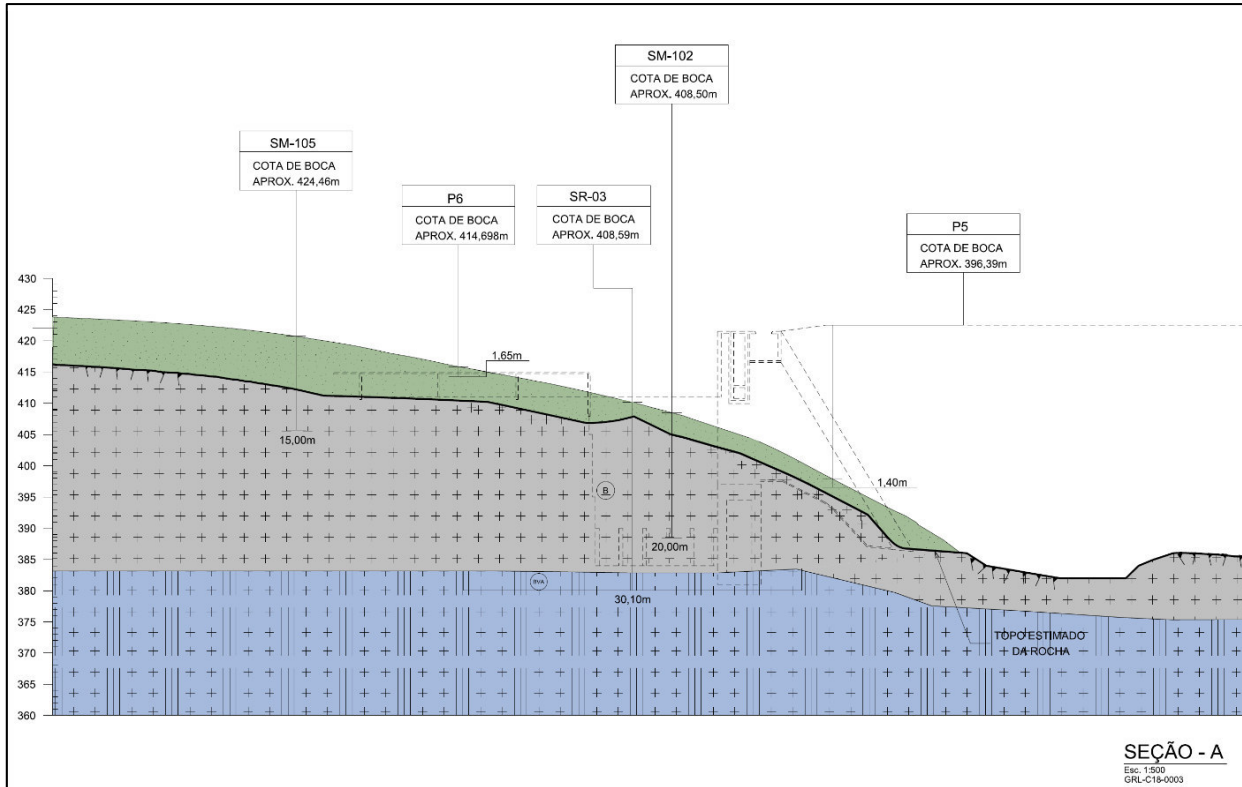 SM-102
COTA DE BOCA
APROX. 408,50m
SM-105
COTA DE BOCA
APROX. 424,46m
P6
COTA DE BOCA
APROX. 414,698m
SR-03
COTA DE BOCA
APROX. 408,59m
P5
COTA DE BOCA
APROX. 396,39m
430
425
420
415
410
405
400
395
390
385
380
375
370
365
360
1,65m
15,00m
1,40m
B
20,00m
BVA
30,10m
TOPO ESTIMADO
DA ROCHA
SEÇÃO - A
Esc. 1:500
GRL-C18-0003